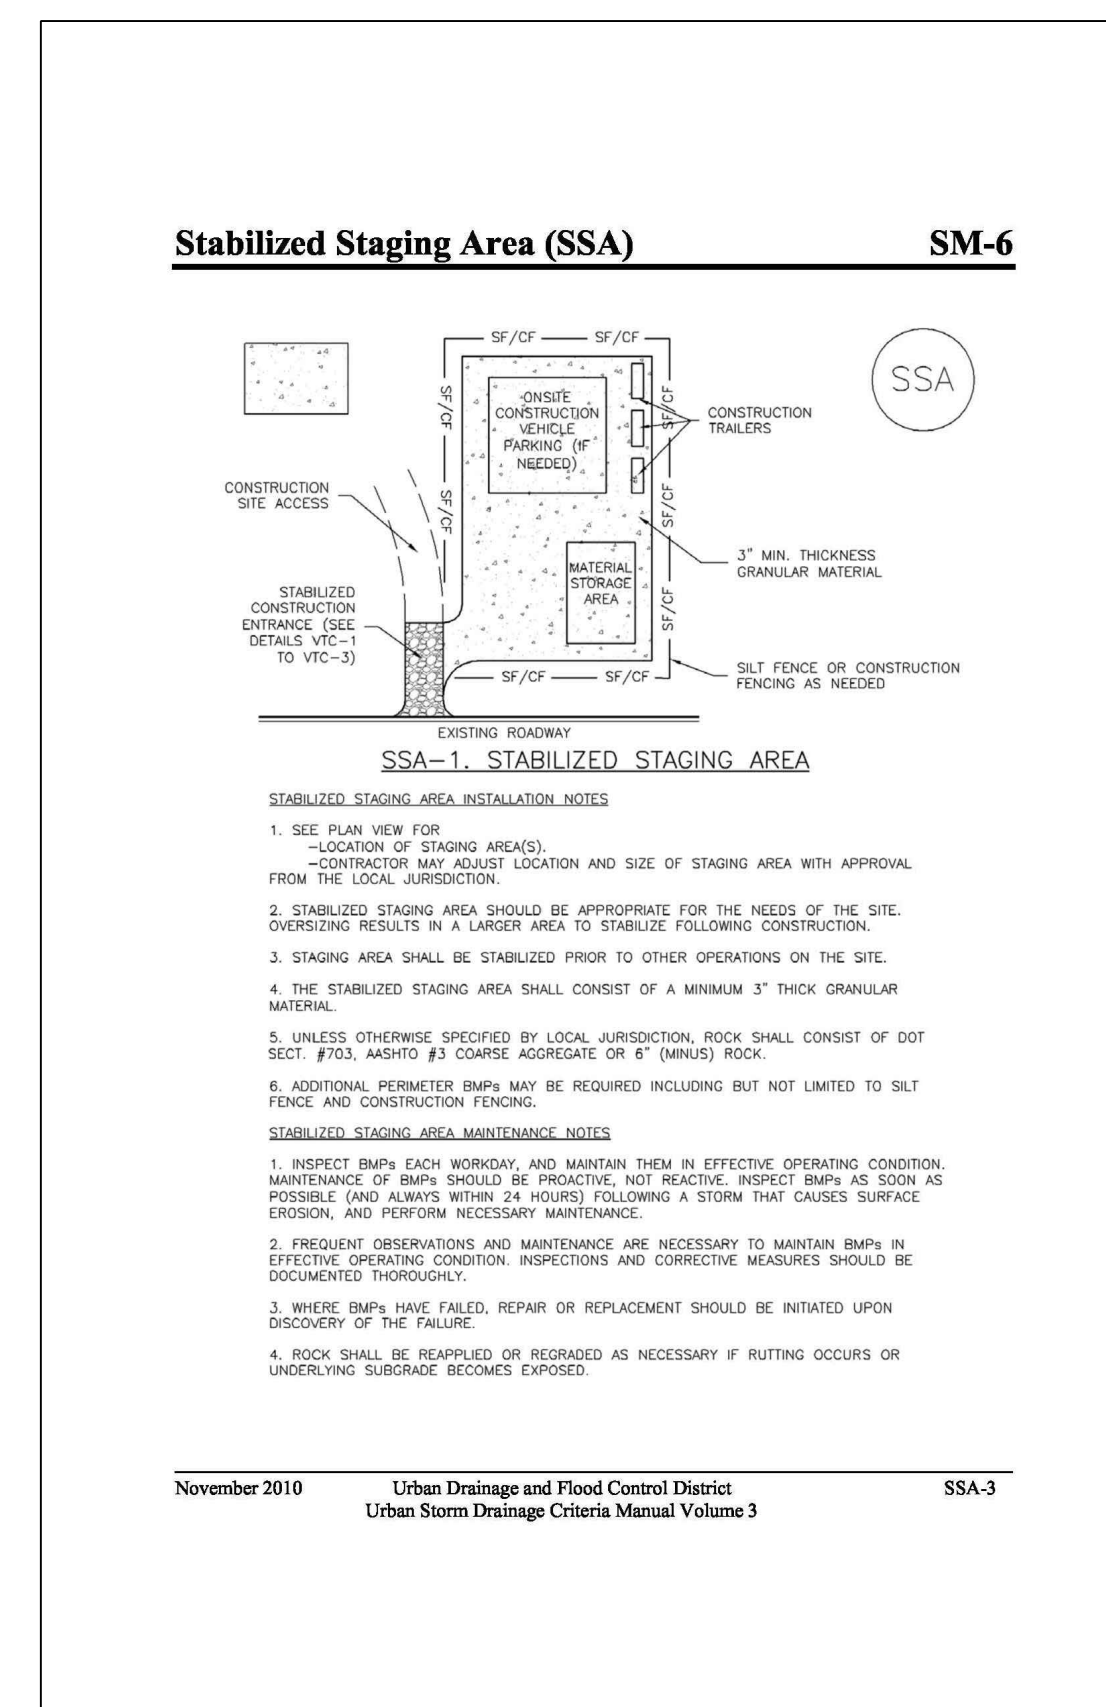 Stabilized Staging Area (SSA) SM-6
SF/CF SF/CF
SSA
SF/CF
SF/CF
SF/CF
SF/CF
SF/CF
SF/CF SF/CF
ONSITE
CONSTRUCTION
VEHICLE
PARKING (IF
NEEDED)
CONSTRUCTION
TRAILERS
CONSTRUCTION
SITE ACCESS
3" MIN. THICKNESS
GRANULAR MATERIAL
MATERIAL
STORAGE
AREA
STABILIZED
CONSTRUCTION
ENTRANCE (SEE
DETAILS VTC-1
TO VTC-3)
SILT FENCE OR CONSTRUCTION
FENCING AS NEEDED
EXISTING ROADWAY
SSA-1. STABILIZED STAGING AREA
STABILIZED STAGING AREA INSTALLATION NOTES
1. SEE PLAN VIEW FOR
-LOCATION OF STAGING AREA(S).
-CONTRACTOR MAY ADJUST LOCATION AND SIZE OF STAGING AREA WITH APPROVAL
FROM THE LOCAL JURISDICTION.
2. STABILIZED STAGING AREA SHOULD BE APPROPRIATE FOR THE NEEDS OF THE SITE.
OVERSIZING RESULTS IN A LARGER AREA TO STABILIZE FOLLOWING CONSTRUCTION.
3. STAGING AREA SHALL BE STABILIZED PRIOR TO OTHER OPERATIONS ON THE SITE.
4. THE STABILIZED STAGING AREA SHALL CONSIST OF A MINIMUM 3" THICK GRANULAR
MATERIAL.
5. UNLESS OTHERWISE SPECIFIED BY LOCAL JURISDICTION, ROCK SHALL CONSIST OF DOT
SECT. #703, AASHTO #3 COARSE AGGREGATE OR 6" (MINUS) ROCK.
6. ADDITIONAL PERIMETER BMPs MAY BE REQUIRED INCLUDING BUT NOT LIMITED TO SILT
FENCE AND CONSTRUCTION FENCING.
STABILIZED STAGING AREA MAINTENANCE NOTES
1. INSPECT BMPs EACH WORKDAY, AND MAINTAIN THEM IN EFFECTIVE OPERATING CONDITION.
MAINTENANCE OF BMPs SHOULD BE PROACTIVE, NOT REACTIVE. INSPECT BMPs AS SOON AS
POSSIBLE (AND ALWAYS WITHIN 24 HOURS) FOLLOWING A STORM THAT CAUSES SURFACE
EROSION, AND PERFORM NECESSARY MAINTENANCE.
2. FREQUENT OBSERVATIONS AND MAINTENANCE ARE NECESSARY TO MAINTAIN BMPs IN
EFFECTIVE OPERATING CONDITION. INSPECTIONS AND CORRECTIVE MEASURES SHOULD BE
DOCUMENTED THOROUGHLY.
3. WHERE BMPs HAVE FAILED, REPAIR OR REPLACEMENT SHOULD BE INITIATED UPON
DISCOVERY OF THE FAILURE.
4. ROCK SHALL BE REAPPLIED OR REGRADED AS NECESSARY IF RUTTING OCCURS OR
UNDERLYING SUBGRADE BECOMES EXPOSED.
November 2010 Urban Drainage and Flood Control District SSA-3
Urban Storm Drainage Criteria Manual Volume 3